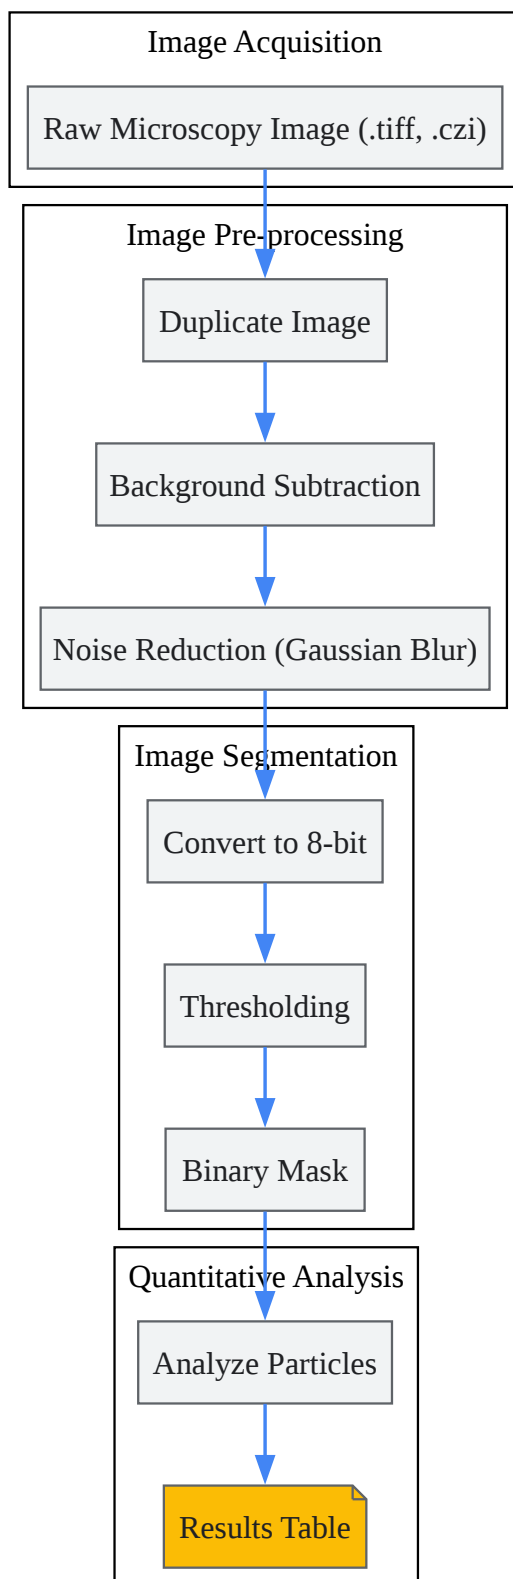 Image Acquisition
Raw Microscopy Image (.tiff, .czi)
Image Pre-processing
Duplicate Image
Background Subtraction
Noise Reduction (Gaussian Blur)
Image Segmentation
Convert to 8-bit
Thresholding
Binary Mask
Quantitative Analysis
Analyze Particles
Results Table